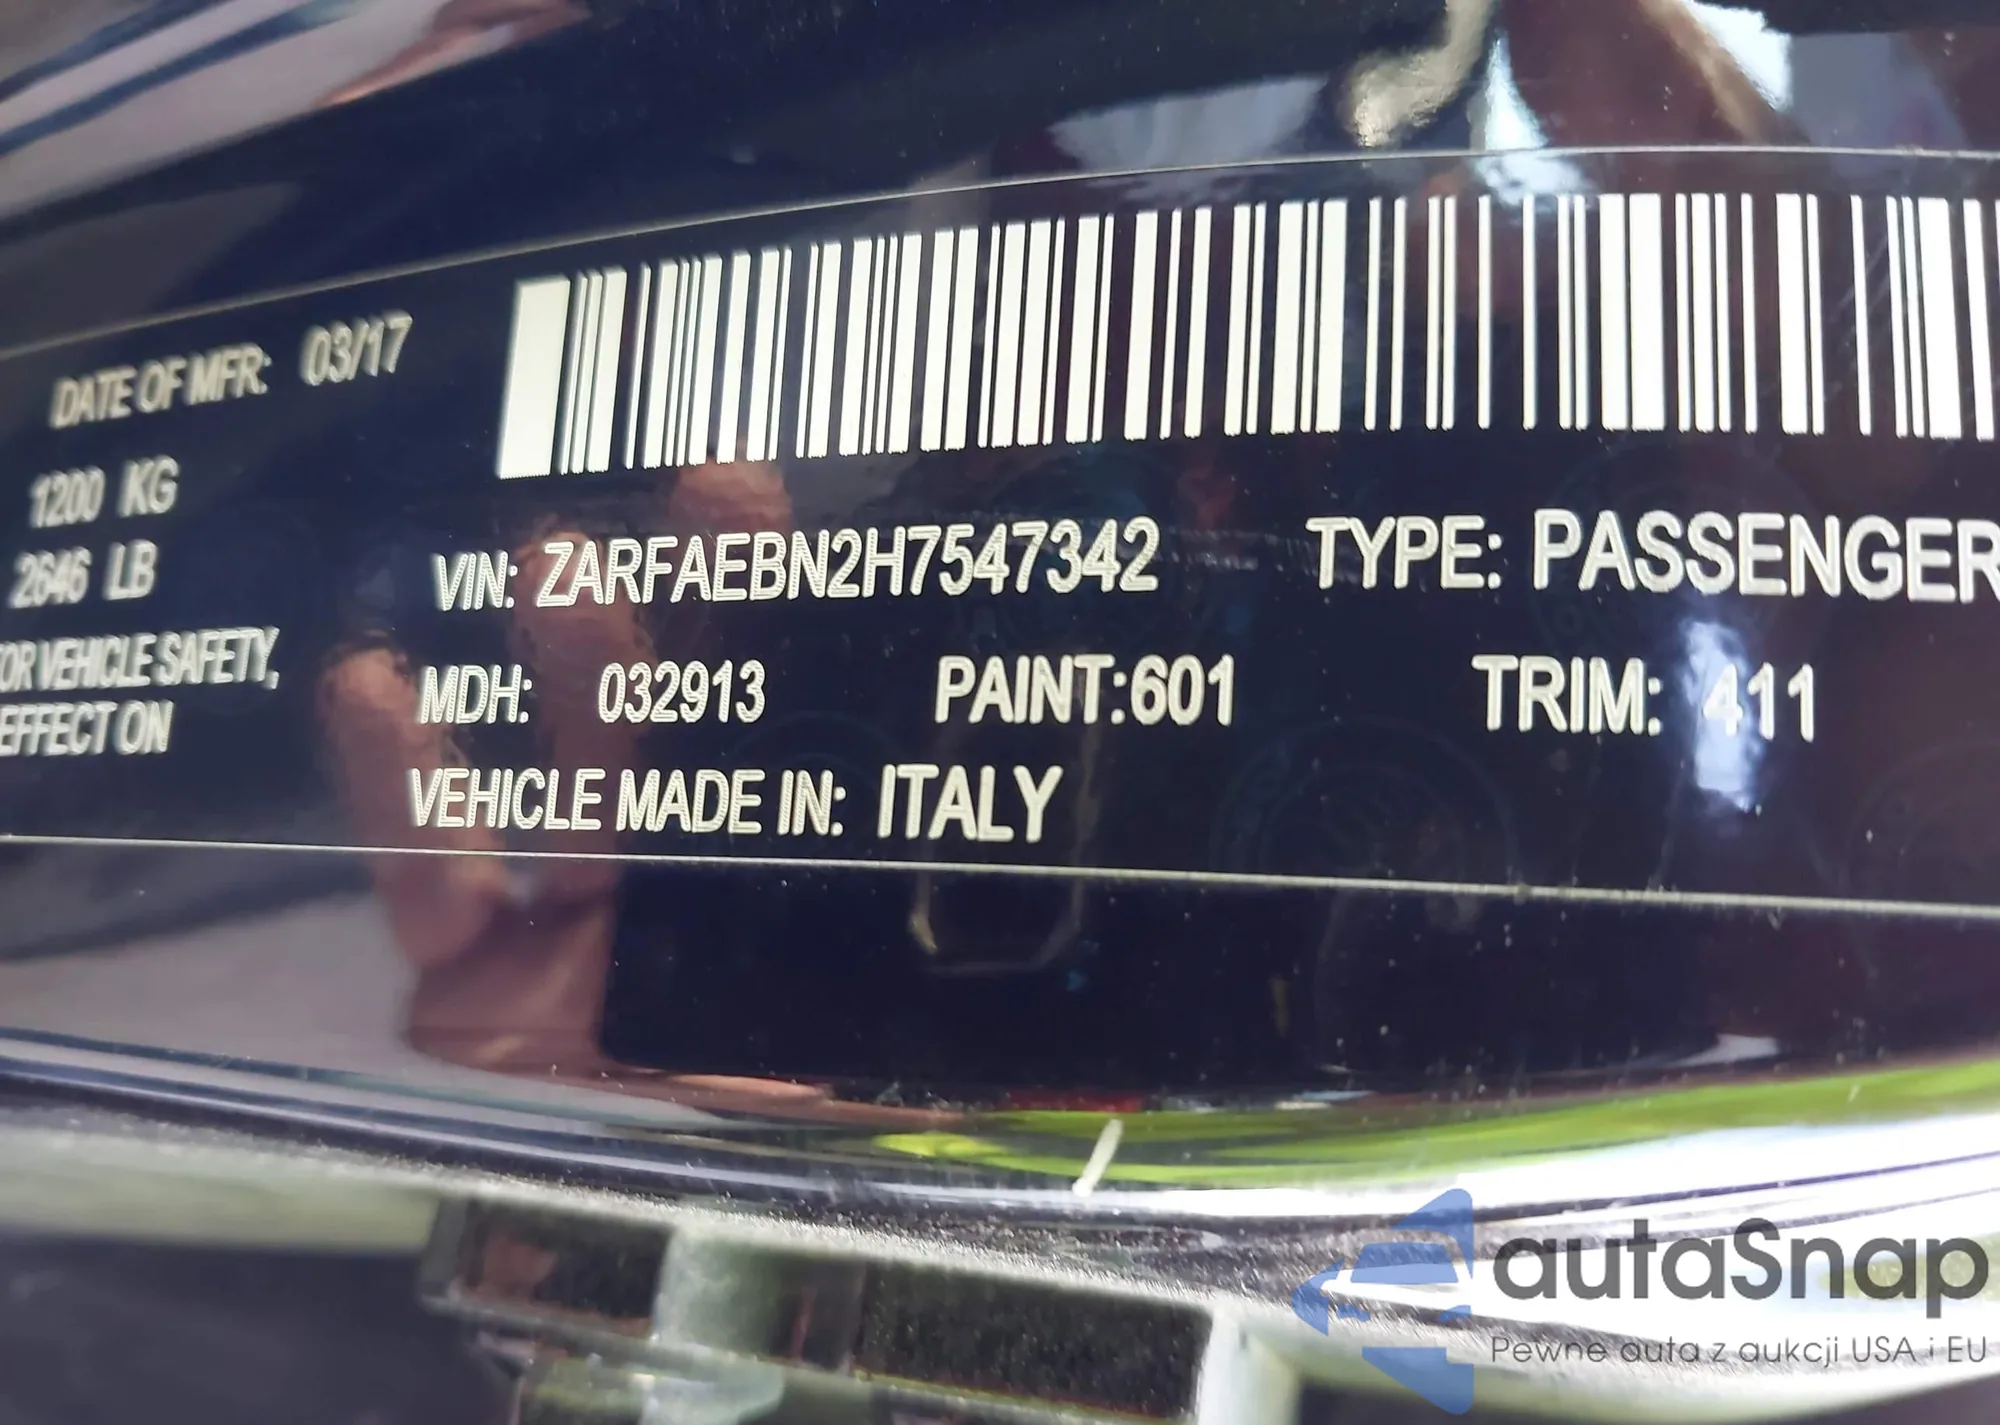 DATE OF MFR: 03/17
1200 KG
2646 LB
OR VEHICLE SAFETY,
EFFECT ON
VIN: ZARFAEBN2H7547342 TYPE: PASSENGER
MDH: 032913 PAINT:601 TRIM: 411
VEHICLE MADE IN: ITALY
autaSnap
Pewne auta z aukcji USA i EU